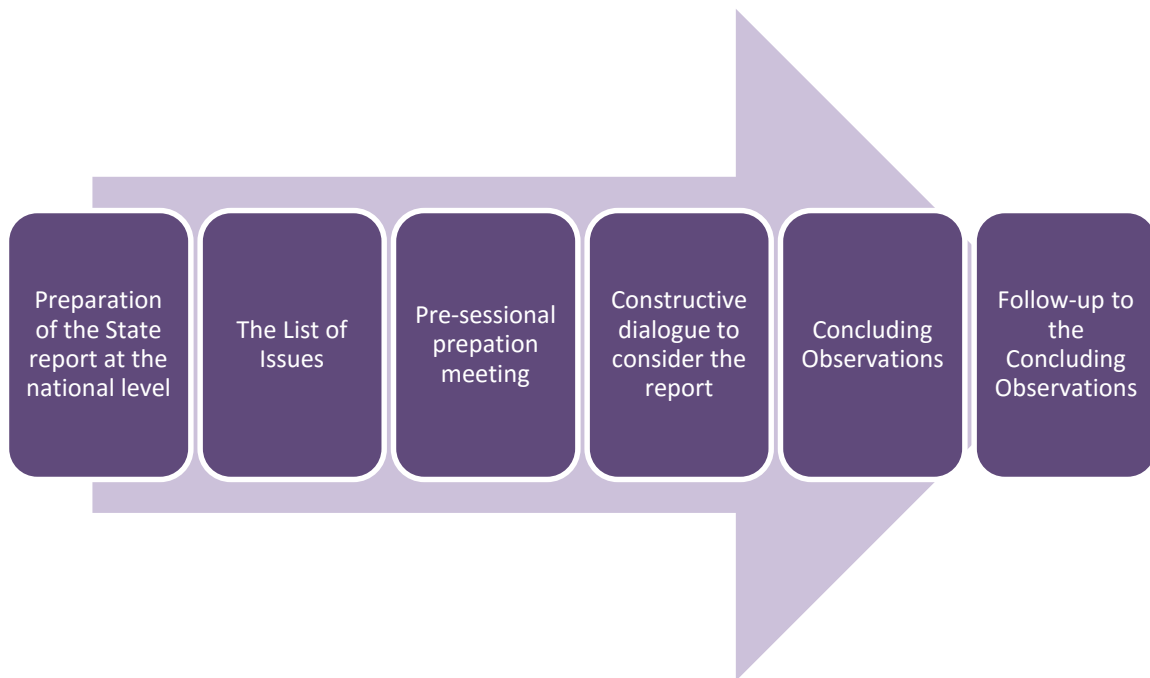 Preparation
of the State
report at the
national level
The List of
Issues
Pre-sessional
prepation
meeting
Constructive
dialogue to
consider the
report
Concluding
Observations
Follow-up to
the
Concluding
Observations